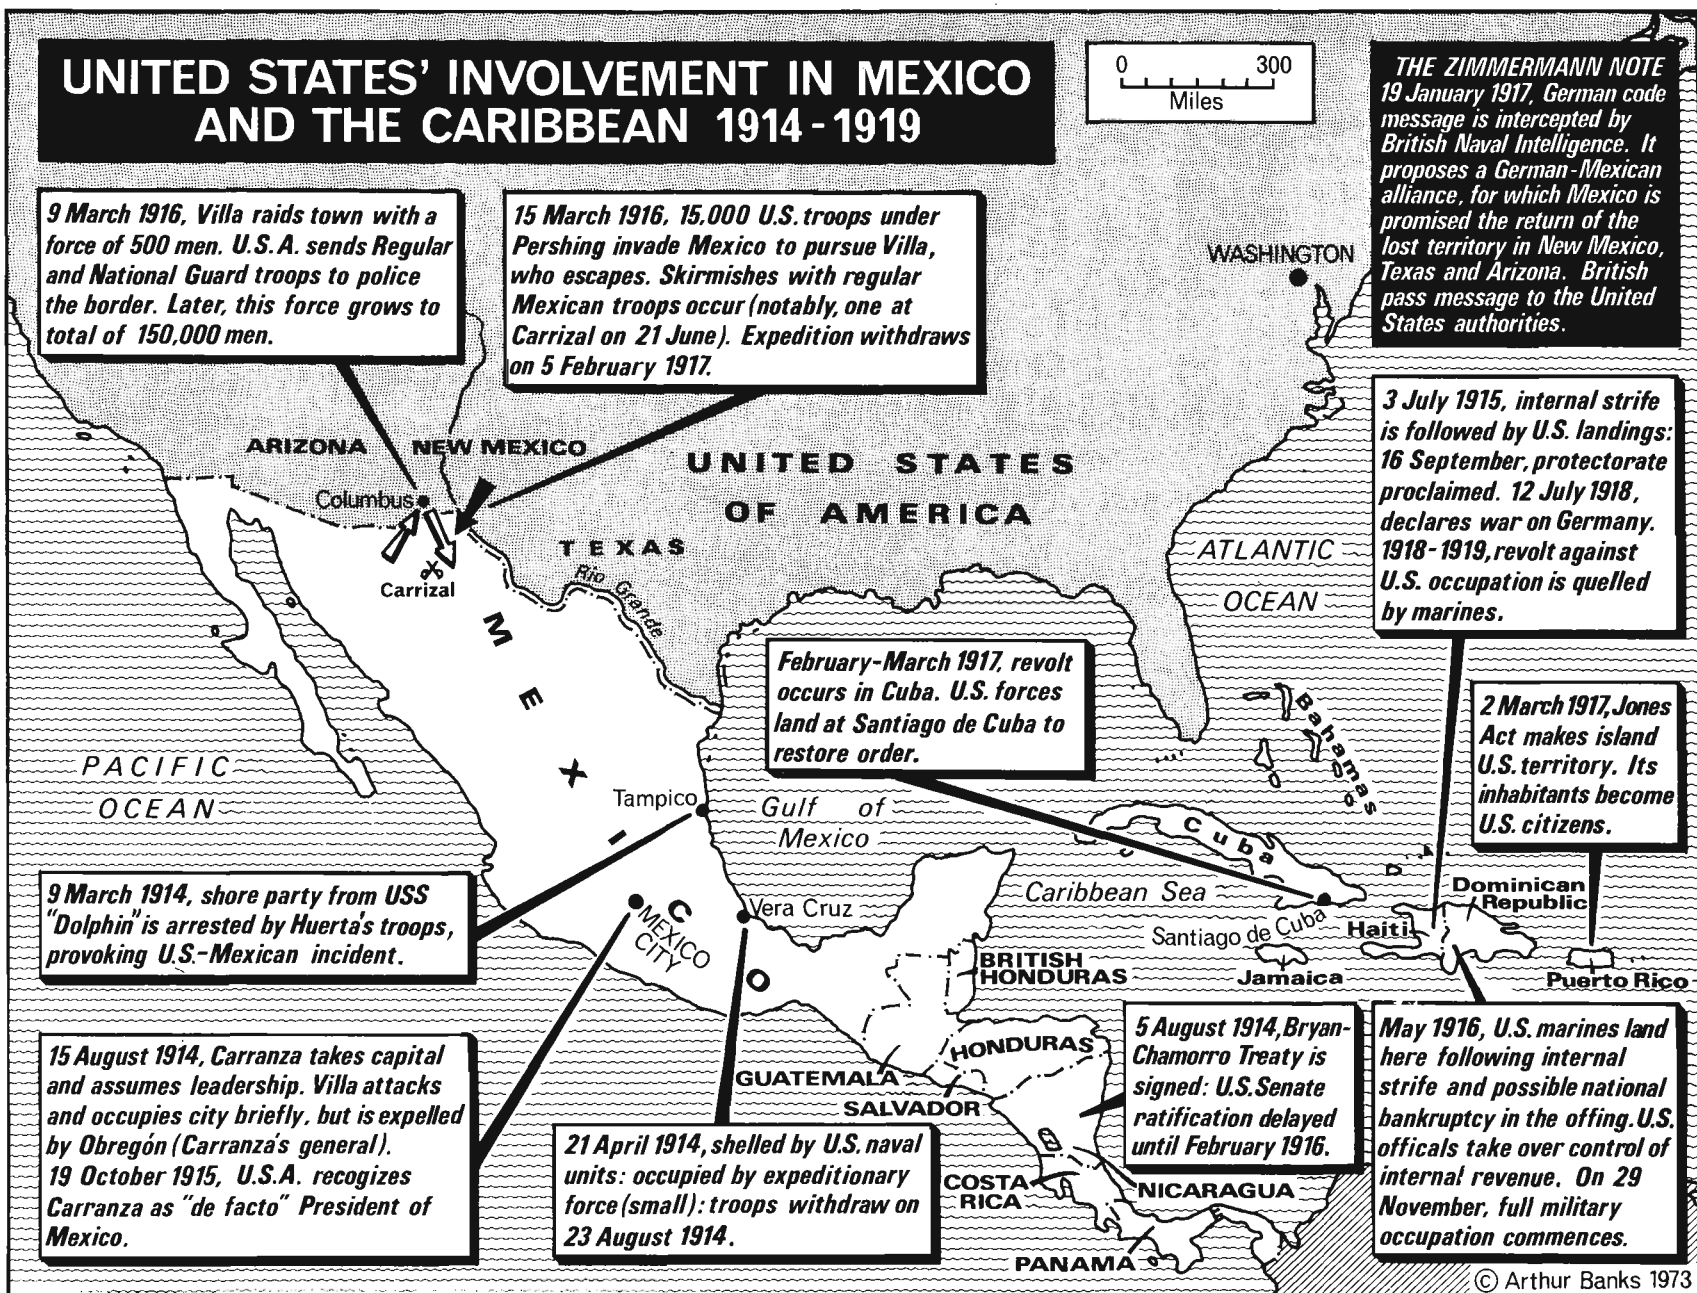 UNITED STATES' INVOLVEMENT IN MEXICO
AND THE CARIBBEAN 1914-1919
0 300
Miles
THE ZIMMERMANN NOTE
19 January 1917, German code
message is intercepted by
British Naval Intelligence. It
proposes a German-Mexican
alliance, for which Mexico is
promised the return of the
lost territory in New Mexico,
Texas and Arizona. British
pass message to the United
States authorities.
9 March 1916, Villa raids town with a
force of 500 men. U.S.A. sends Regular
and National Guard troops to police
the border. Later, this force grows to
total of 150,000 men.
15 March 1916, 15,000 U.S. troops under
Pershing invade Mexico to pursue Villa,
who escapes. Skirmishes with regular
Mexican troops occur (notably, one at
Carrizal on 21 June). Expedition withdraws
on 5 February 1917.
WASHINGTON
3 July 1915, internal strife
is followed by U.S. landings:
16 September, protectorate
proclaimed. 12 July 1918,
declares war on Germany.
1918-1919, revolt against
U.S. occupation is quelled
by marines.
ARIZONA
NEW MEXICO
UNITED STATES
OF AMERICA
Columbus
TEXAS
Rio Grande
Carrizal
ATLANTIC
OCEAN
MEXICO
February-March 1917, revolt
occurs in Cuba. U.S. forces
land at Santiago de Cuba to
restore order.
Bahamas
2 March 1917, Jones
Act makes island
U.S. territory. Its
inhabitants become
U.S. citizens.
PACIFIC
OCEAN
Tampico
Gulf of
Mexico
Cuba
9 March 1914, shore party from USS
"Dolphin" is arrested by Huerta's troops,
provoking U.S.-Mexican incident.
MEXICO
CITY
Vera Cruz
Caribbean Sea
Santiago de Cuba
Haiti
Dominican
Republic
Jamaica
Puerto Rico
BRITISH
HONDURAS
15 August 1914, Carranza takes capital
and assumes leadership. Villa attacks
and occupies city briefly, but is expelled
by Obregón (Carranza's general).
19 October 1915, U.S.A. recognizes
Carranza as "de facto" President of
Mexico.
21 April 1914, shelled by U.S. naval
units: occupied by expeditionary
force (small): troops withdraw on
23 August 1914.
HONDURAS
GUATEMALA
SALVADOR
5 August 1914, Bryan-
Chamorro Treaty is
signed: U.S. Senate
ratification delayed
until February 1916.
COSTA
RICA
NICARAGUA
PANAMA
May 1916, U.S. marines land
here following internal
strife and possible national
bankruptcy in the offing. U.S.
officals take over control of
internal revenue. On 29
November, full military
occupation commences.
© Arthur Banks 1973